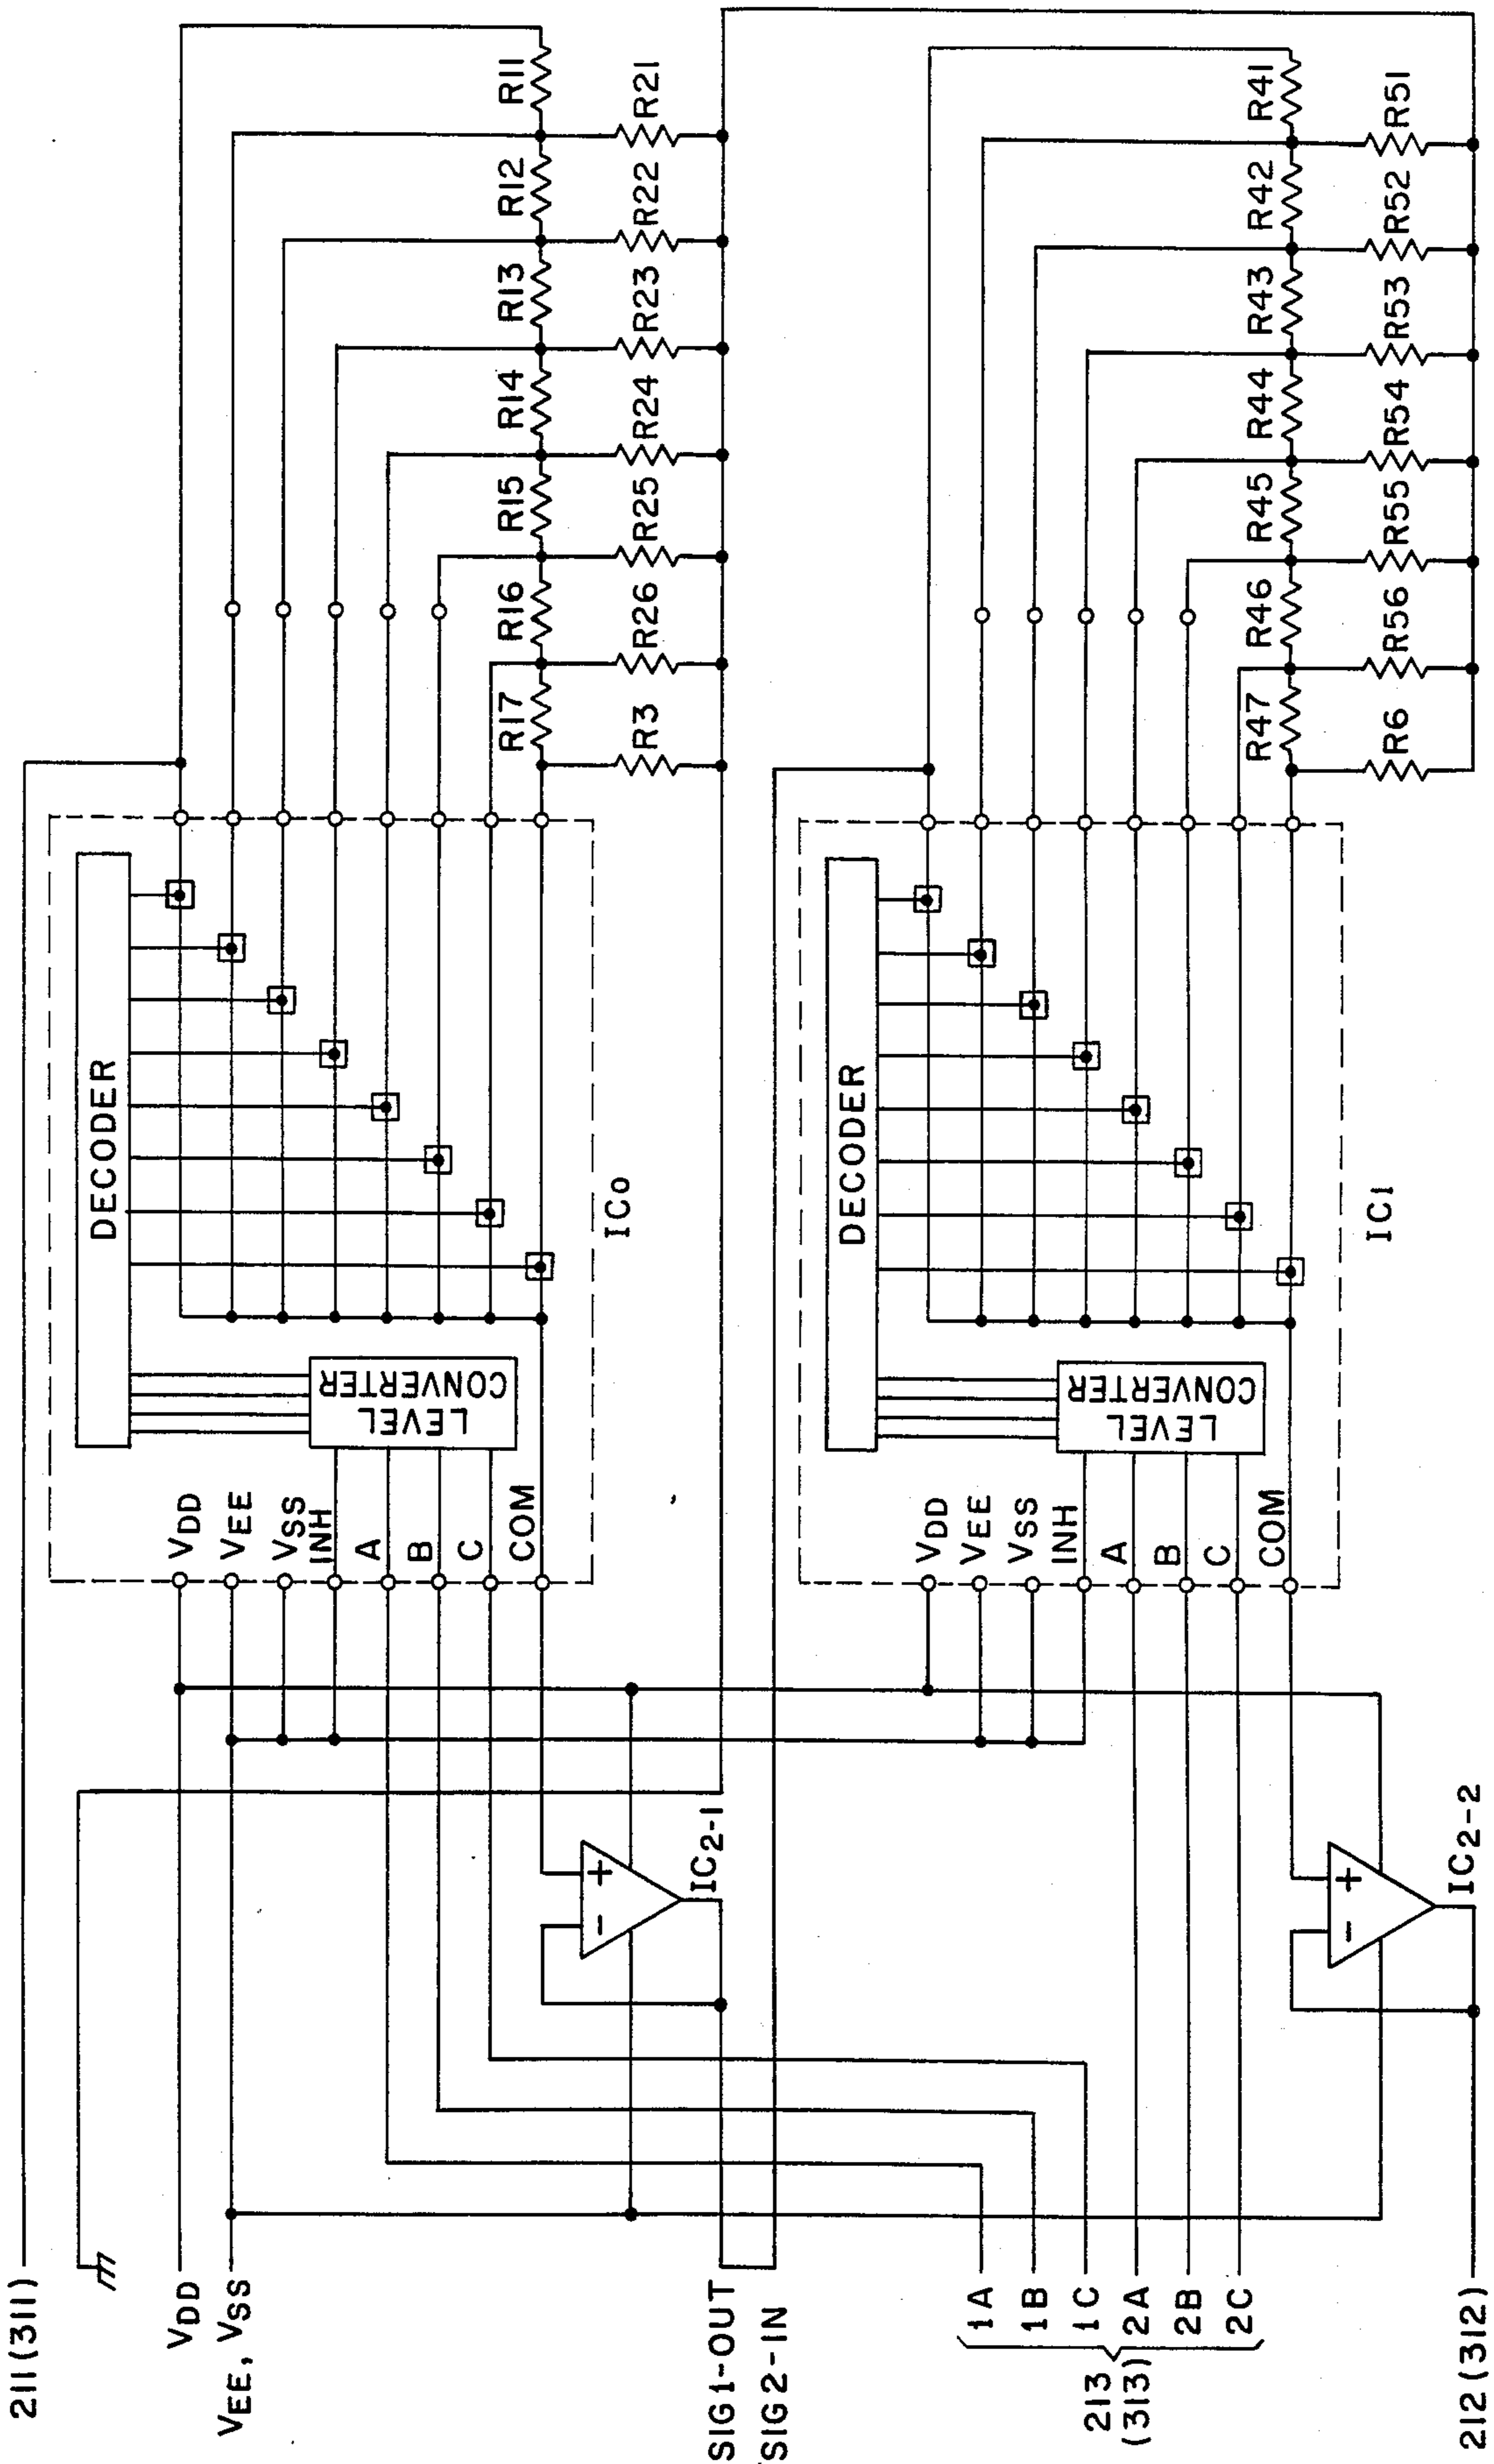 211(311)
VDD
VEE, VSS
SIG1-OUT
SIG2-IN
1A
1B
1C
2A
2B
2C
213
(313)
212(312)
IC2-1
IC2-2
VDD
VEE
VSS
INH
A
B
C
COM
LEVEL
CONVERTER
DECODER
ICO
VDD
VEE
VSS
INH
A
B
C
COM
LEVEL
CONVERTER
DECODER
IC1
R17
R16
R15
R14
R13
R12
R11
R3
R26
R25
R24
R23
R22
R21
R47
R46
R45
R44
R43
R42
R41
R6
R56
R55
R54
R53
R52
R51
+
-
+
-